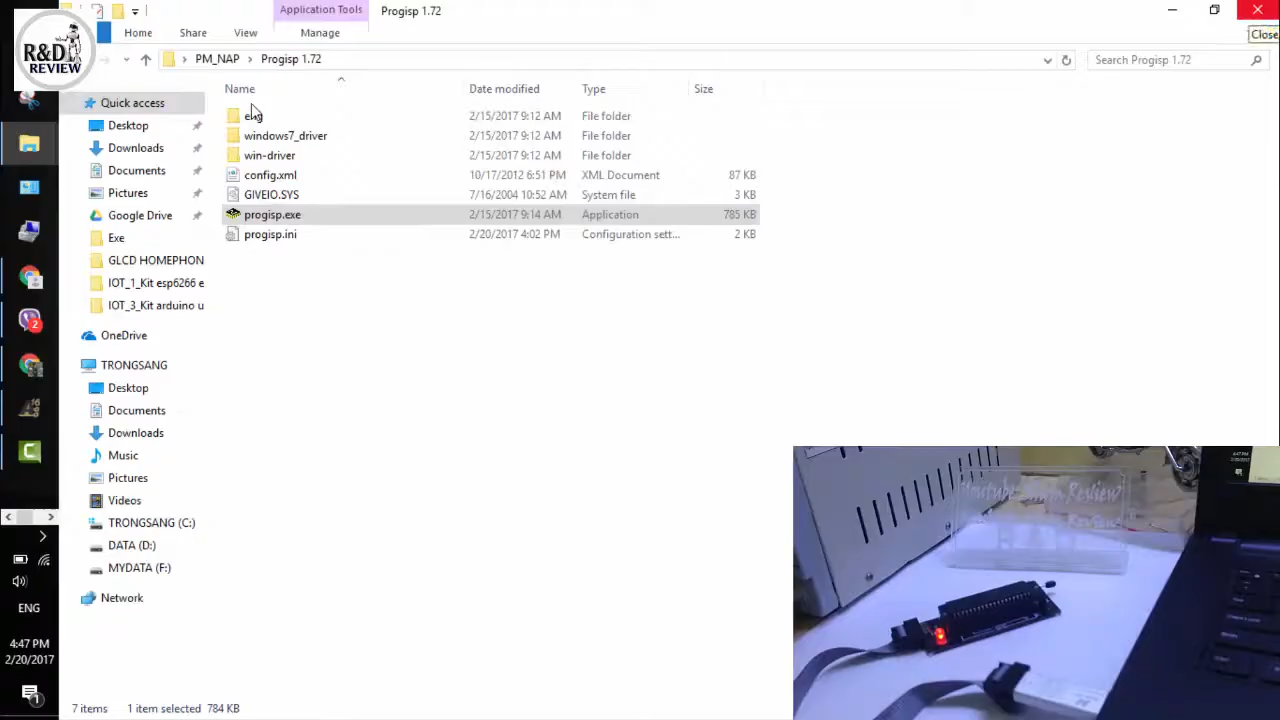 Application Tools
Progisp 1.72
Home
Share
View
Manage
Close
R&D
REVIEW
PM_NAP
Progisp 1.72
Search Progisp 1.72
Name
Date modified
Type
Size
Quick access
Desktop
Downloads
Documents
Pictures
Google Drive
Exe
GLCD HOMEPHON
IOT_1_Kit esp6266 e
IOT_3_Kit arduino u
OneDrive
TRONGSANG
Desktop
Documents
Downloads
Music
Pictures
Videos
TRONGSANG (C:)
DATA (D:)
MYDATA (F:)
Network
2/15/2017 9:12 AM
File folder
windows7_driver
2/15/2017 9:12 AM
File folder
win-driver
2/15/2017 9:12 AM
File folder
config.xml
10/17/2012 6:51 PM
XML Document
87 KB
GIVEIO.SYS
7/16/2004 10:52 AM
System file
3 KB
progisp.exe
2/15/2017 9:14 AM
Application
785 KB
progisp.ini
2/20/2017 4:02 PM
Configuration sett...
2 KB
2
ENG
4:47 PM
2/20/2017
1
7 items
1 item selected 784 KB
Review